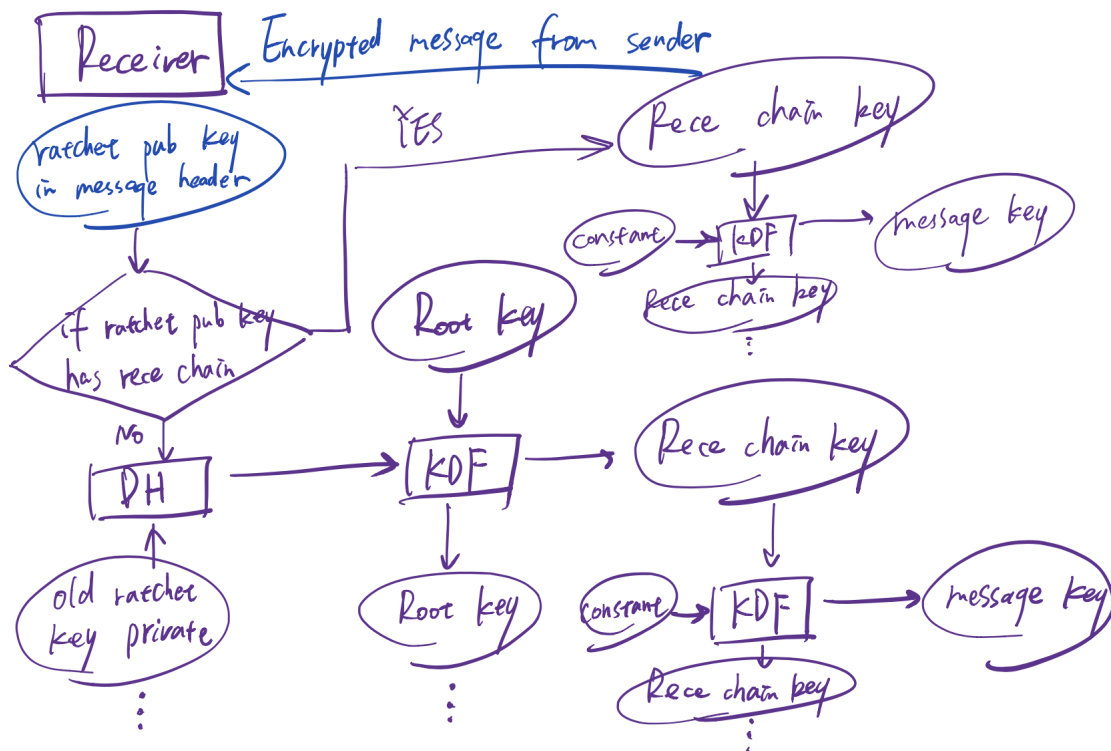 Receiver
Encrypted message from sender
ratchet pub key
in message header
YES
Rece chain key
constant
KDF
message key
Rece chain key
if ratchet pub key
has rece chain
Root key
No
DH
KDF
Rece chain key
old ratchet
key private
Root key
constant
KDF
message key
Rece chain key